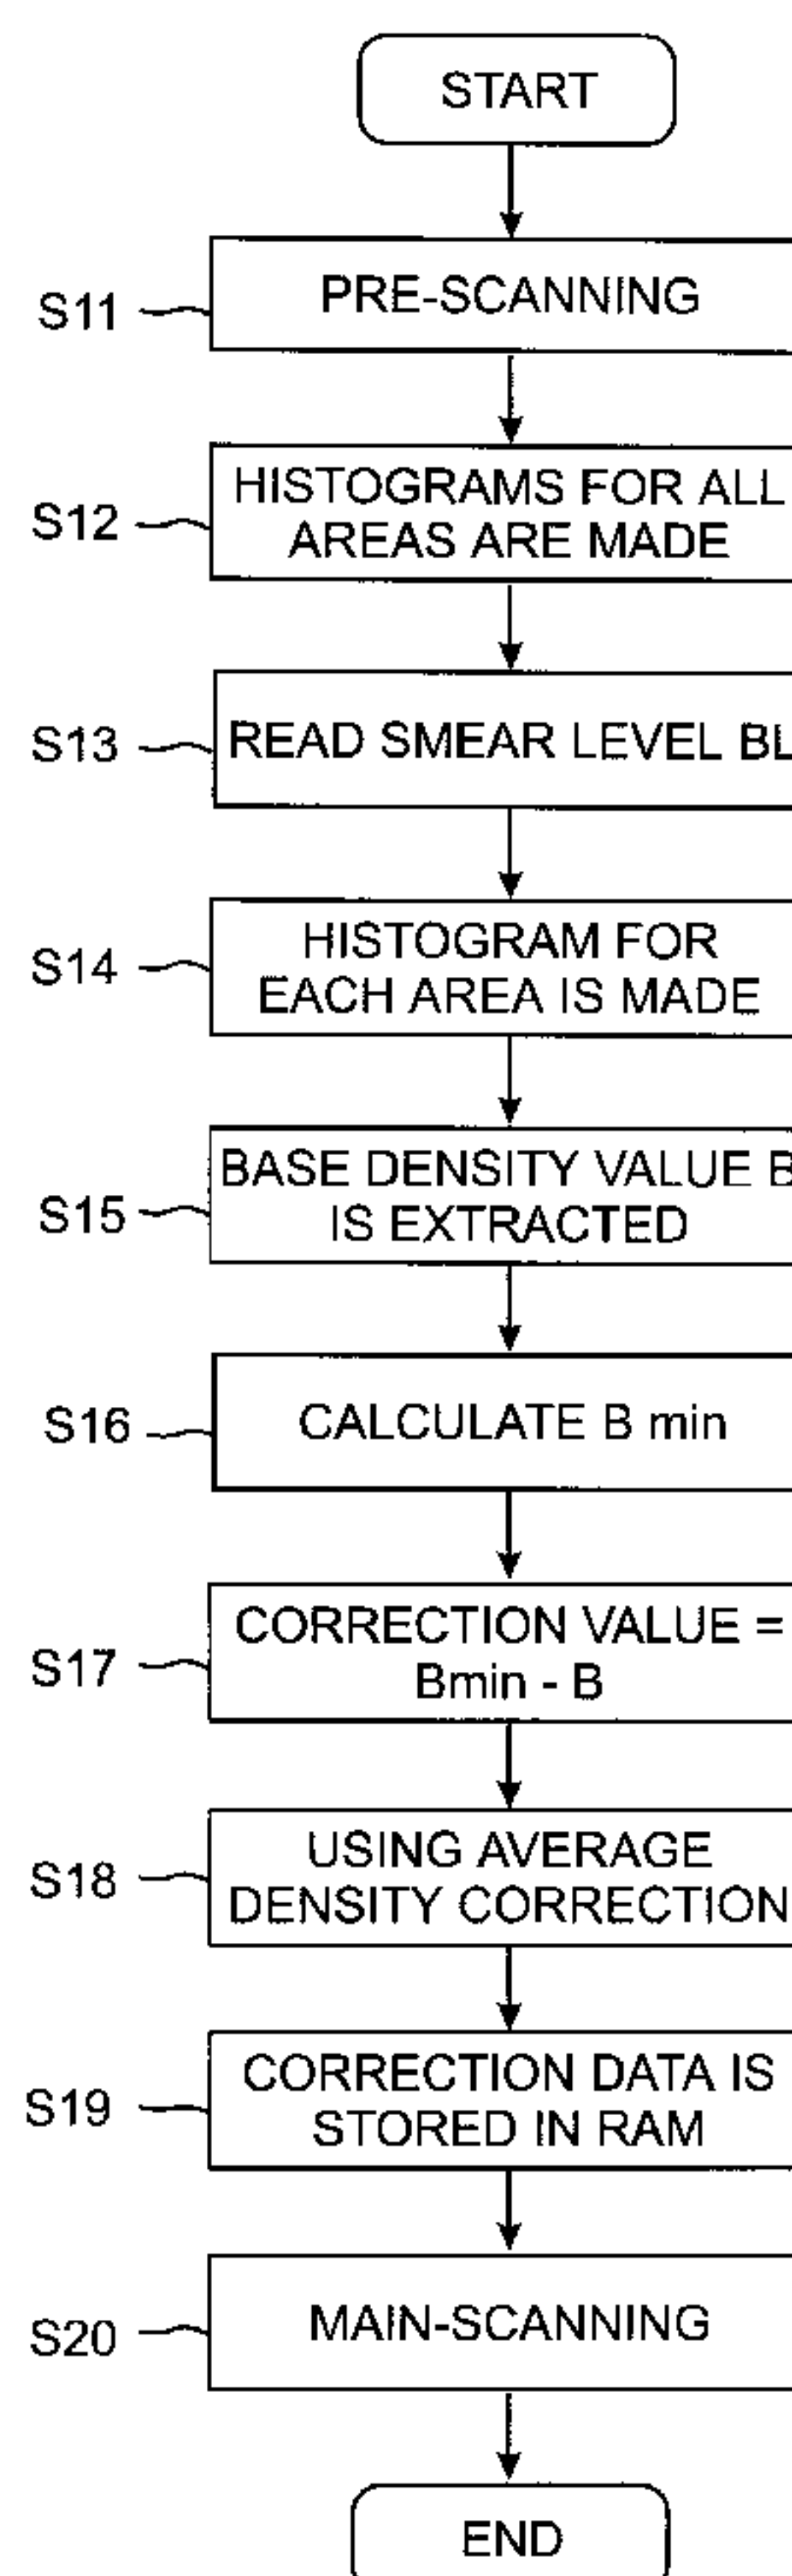 START
S11
PRE-SCANNING
S12
HISTOGRAMS FOR ALL
AREAS ARE MADE
S13
READ SMEAR LEVEL BL
S14
HISTOGRAM FOR
EACH AREA IS MADE
S15
BASE DENSITY VALUE B
IS EXTRACTED
S16
CALCULATE B min
S17
CORRECTION VALUE =
Bmin - B
S18
USING AVERAGE
DENSITY CORRECTION
S19
CORRECTION DATA IS
STORED IN RAM
S20
MAIN-SCANNING
END